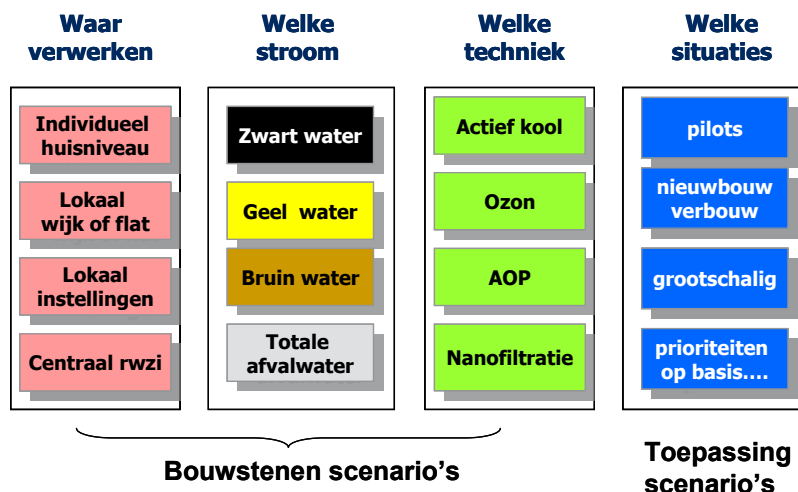 Waar
verwerken
Welke
stroom
Welke
techniek
Welke
situaties
Individueel
huisniveau
Lokaal
wijk of flat
Lokaal
instellingen
Centraal rwzi
Zwart water
Geel water
Bruin water
Totale
afvalwater
Actief kool
Ozon
AOP
Nanofiltratie
pilots
nieuwbouw
verbouw
grootschalig
prioriteiten
op basis....
Bouwstenen scenario's
Toepassing
scenario's